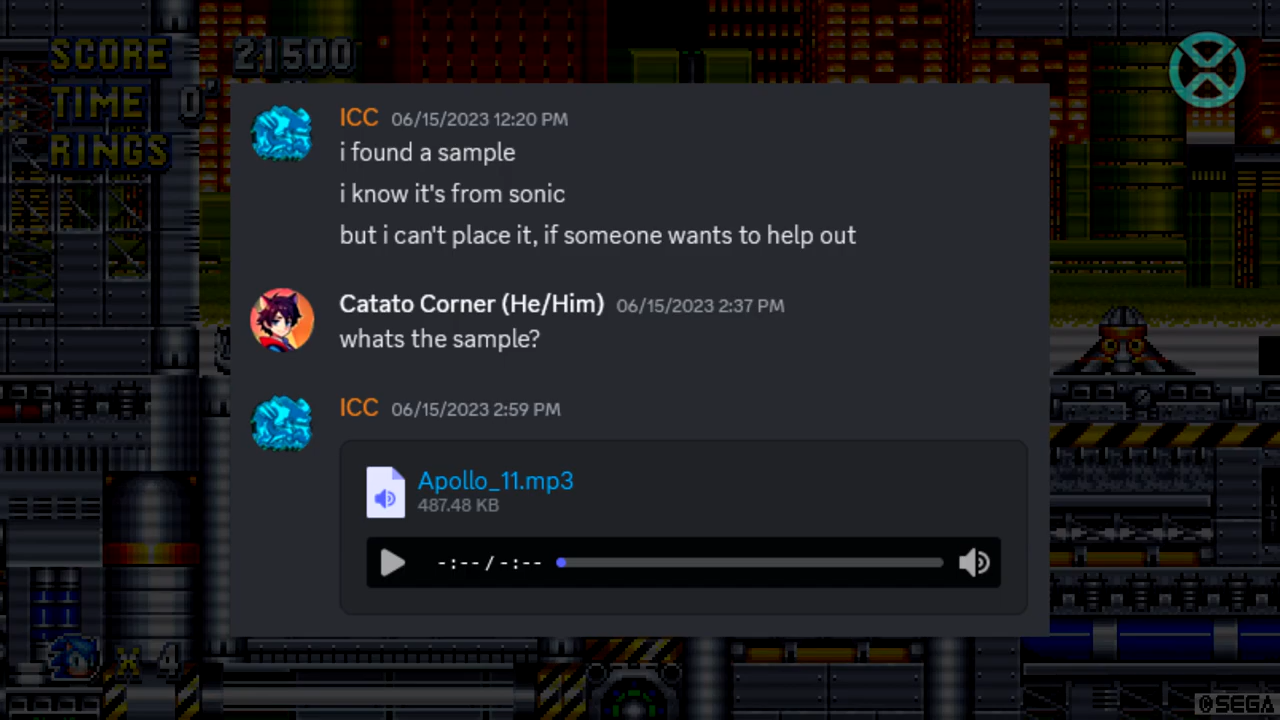 SCORE 21500
TIME 0'
RINGS
ICC 06/15/2023 12:20 PM
i found a sample
i know it's from sonic
but i can't place it, if someone wants to help out
Catato Corner (He/Him) 06/15/2023 2:37 PM
whats the sample?
ICC 06/15/2023 2:59 PM
Apollo_11.mp3
487.48 KB
-:-- / -:--
X 4
©SEGA